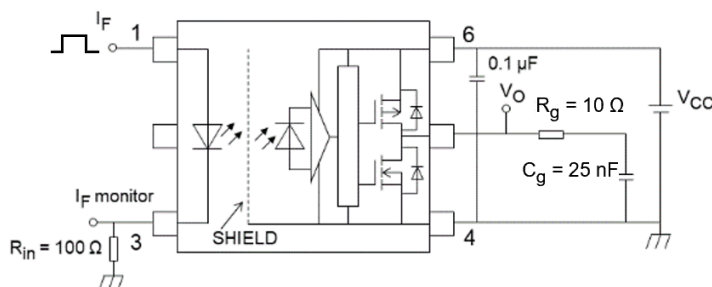 I_F
1
6
0.1 µF
V_O
R_g = 10 Ω
V_CC
C_g = 25 nF
I_F monitor
R_in = 100 Ω
3
SHIELD
4